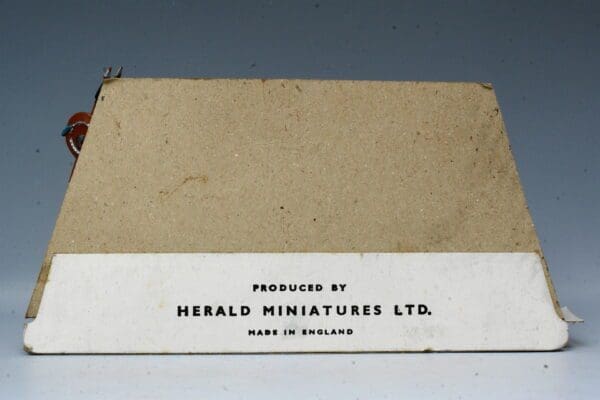 PRODUCED BY
HERALD MINIATURES LTD.
MADE IN ENGLAND